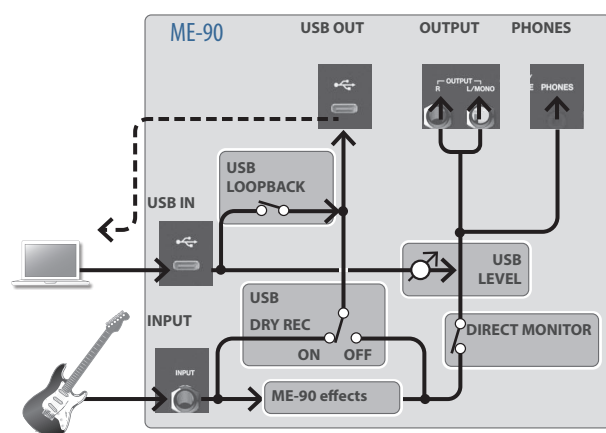 ME-90
USB OUT
OUTPUT
PHONES
OUTPUT
R
L/MONO
PHONES
USB
LOOPBACK
USB IN
USB
LEVEL
USB
DRY REC
ON
OFF
DIRECT MONITOR
INPUT
INPUT
ME-90 effects